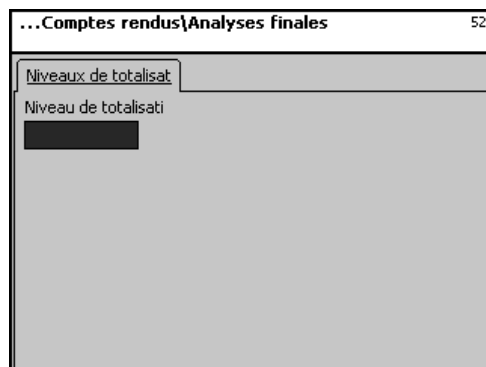 ...Comptes rendus\Analyses finales 52
Niveaux de totalisat
Niveau de totalisati